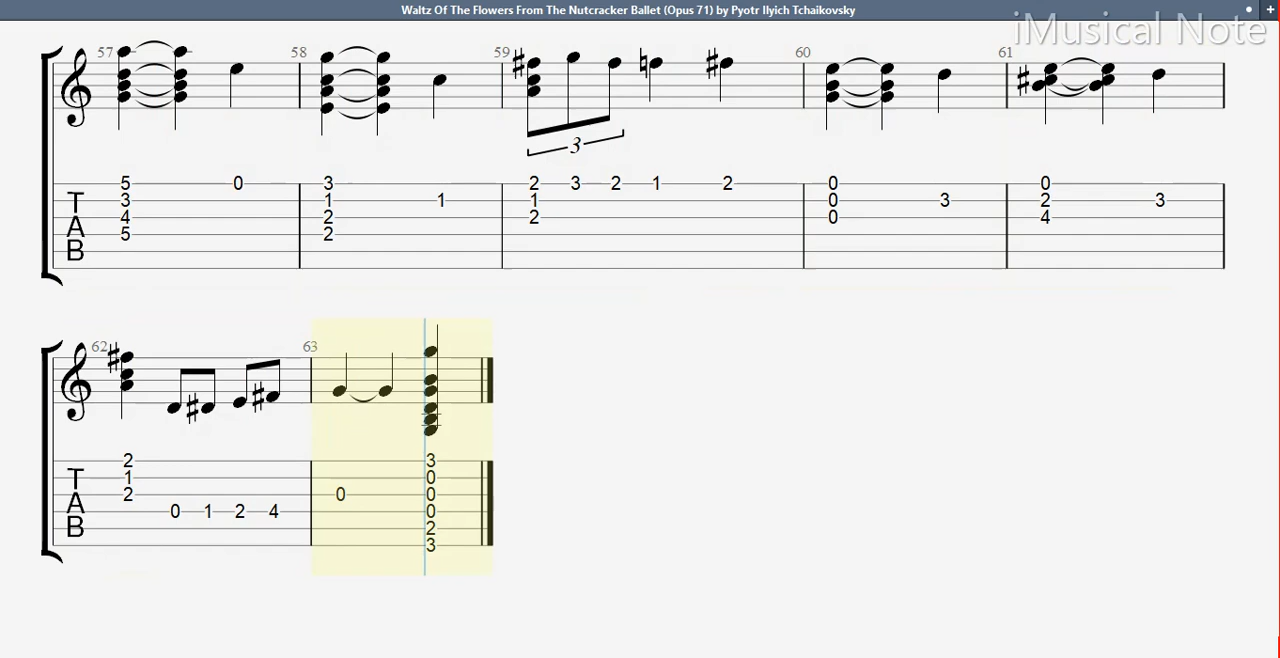 Waltz Of The Flowers From The Nutcracker Ballet (Opus 71) by Pyotr Ilyich Tchaikovsky
iMusical Note
57 58 59 60 61
3
5 0 3 2 3 2 1 2 0 0
T 3 1 1 1 0 3 2 3
4 2 2 0 4
A 5 2
B
62 63
2 3
T 1 0
2 0 0
A 0 1 2 4 0
B 2
3